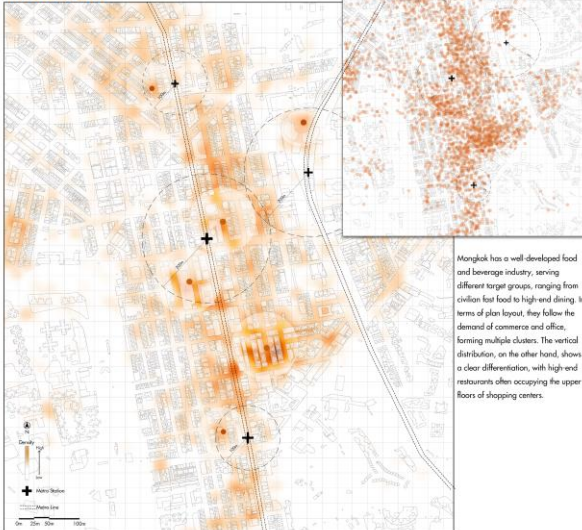 Mongkok has a well-developed food
and beverage industry, serving
different target groups, ranging from
civilian fast food to high-end dining. In
terms of plan layout, they follow the
demand of commerce and office,
forming multiple clusters. The vertical
distribution, on the other hand, shows
a clear differentiation, with high-end
restaurants often occupying the upper
floors of shopping centers.
Density
High
Low
Metro Station
Metro Line
0m 25m 50m 100m